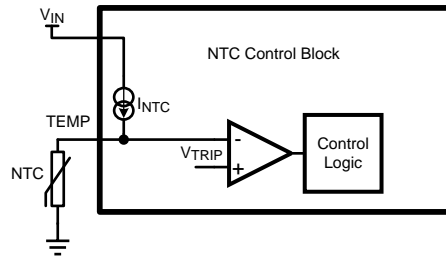 VIN
NTC Control Block
INTC
TEMP
-
VTRIP
+
Control
Logic
NTC